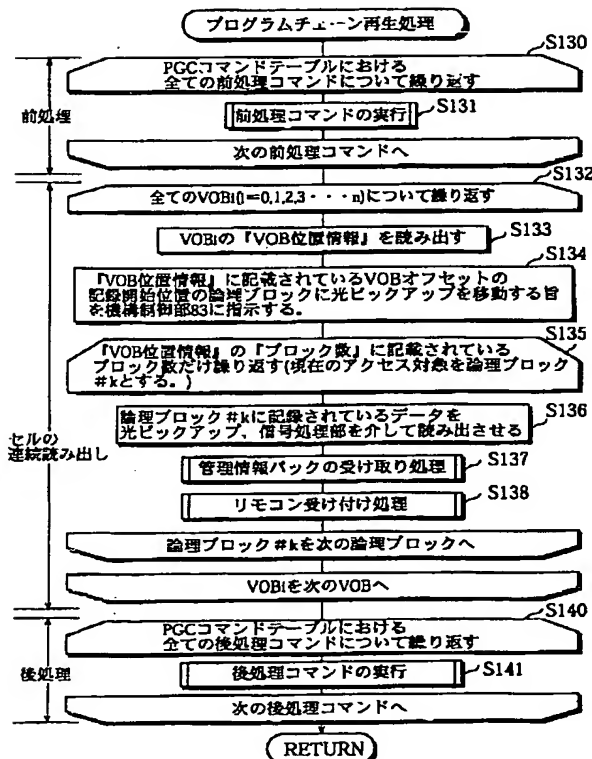 プログラムチェーン再生処理
S130
PGCコマンドテーブルにおける
全ての前処理コマンドについて繰り返す
S131
前処理コマンドの実行
前処理
次の前処理コマンドへ
S132
全てのVOBi(i=0,1,2,3・・・n)について繰り返す
S133
VOBiの『VOB位置情報』を読み出す
S134
『VOB位置情報』に記載されているVOBオフセットの
記録開始位置の論理ブロックに光ピックアップを移動する旨
を機構制御部83に指示する。
S135
『VOB位置情報』の『ブロック数』に記載されている
ブロック数だけ繰り返す(現在のアクセス対象を論理ブロック
#kとする。)
S136
論理ブロック#kに記録されているデータを
光ピックアップ、信号処理部を介して読み出させる
セルの
連続読み出し
S137
管理情報パックの受け取り処理
S138
リモコン受け付け処理
論理ブロック#kを次の論理ブロックへ
VOBiを次のVOBへ
S140
PGCコマンドテーブルにおける
全ての後処理コマンドについて繰り返す
後処理
後処理コマンドの実行
S141
次の後処理コマンドへ
RETURN